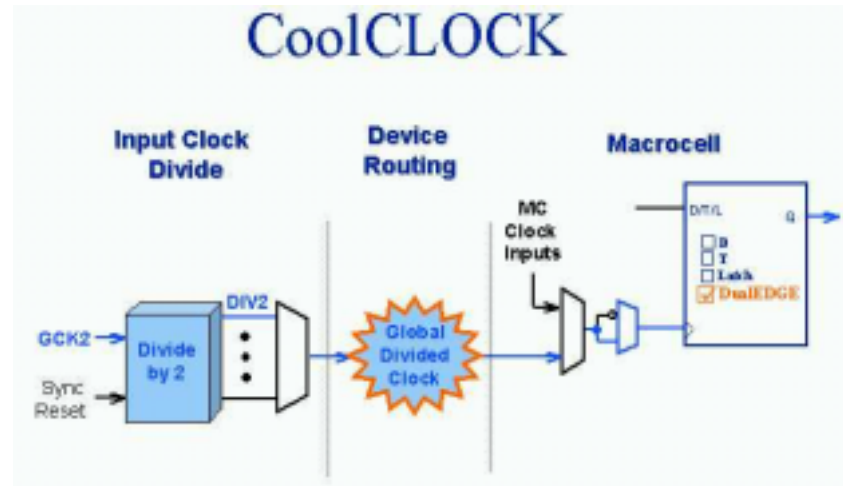 CoolCLOCK
Input Clock
Divide
Device
Routing
Macrocell
MC
Clock
Inputs
D/T/L
Q
D
T
Latch
DualEDGE
DIV2
GCK2
Divide
by 2
Sync
Reset
Global
Divided
Clock